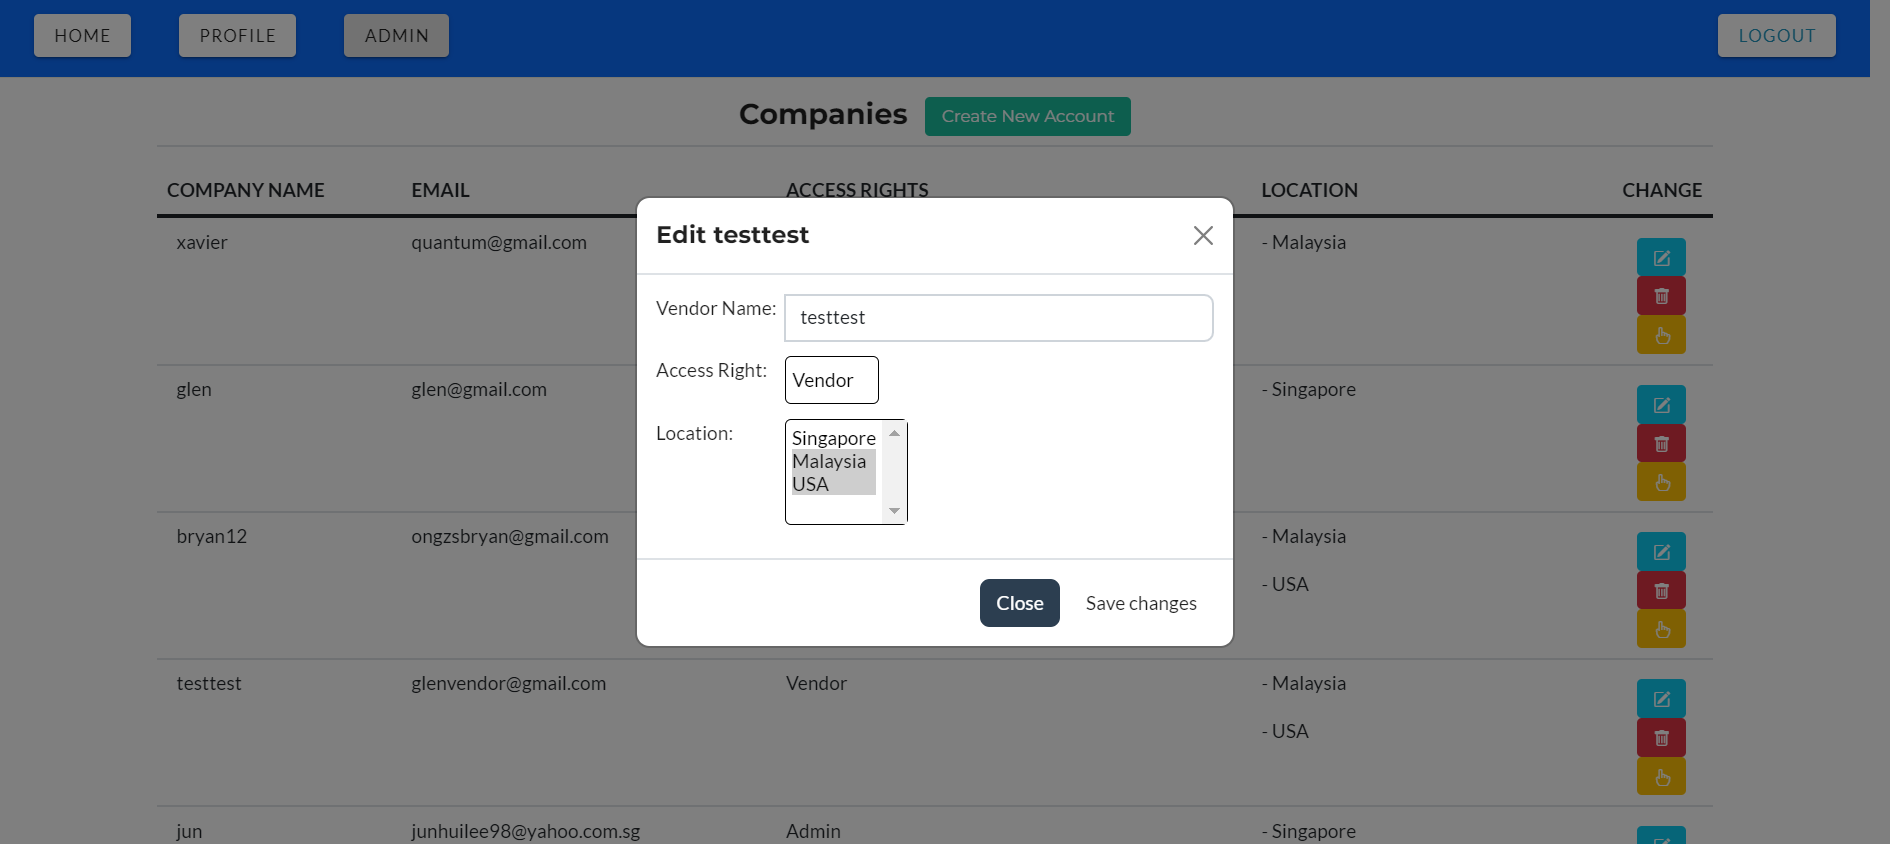 HOME PROFILE ADMIN LOGOUT
Companies Create New Account
COMPANY NAME EMAIL ACCESS RIGHTS LOCATION CHANGE
xavier quantum@gmail.com - Malaysia
glen glen@gmail.com - Singapore
bryan12 ongzsbryan@gmail.com - Malaysia
- USA
testtest glenvendor@gmail.com Vendor - Malaysia
- USA
jun junhuilee98@yahoo.com.sg Admin - Singapore
Edit testtest
Vendor Name: testtest
Access Right: Vendor
Location: Singapore
Malaysia
USA
Close Save changes